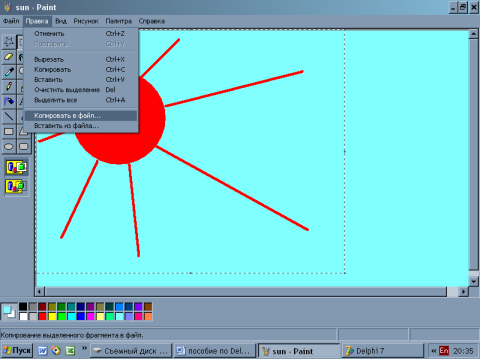 sun - Paint
Файл Правка Вид Рисунок Палитра Справка
Отменить Ctrl+Z
Повторить Ctrl+Y
Вырезать Ctrl+X
Копировать Ctrl+C
Вставить Ctrl+V
Очистить выделение Del
Выделить все Ctrl+A
Копировать в файл...
Вставить из файла...
Копирование выделенного фрагмента в файл.
Пуск Съемный диск ... пособие по Del... sun - Paint Delphi7 « En 20:35